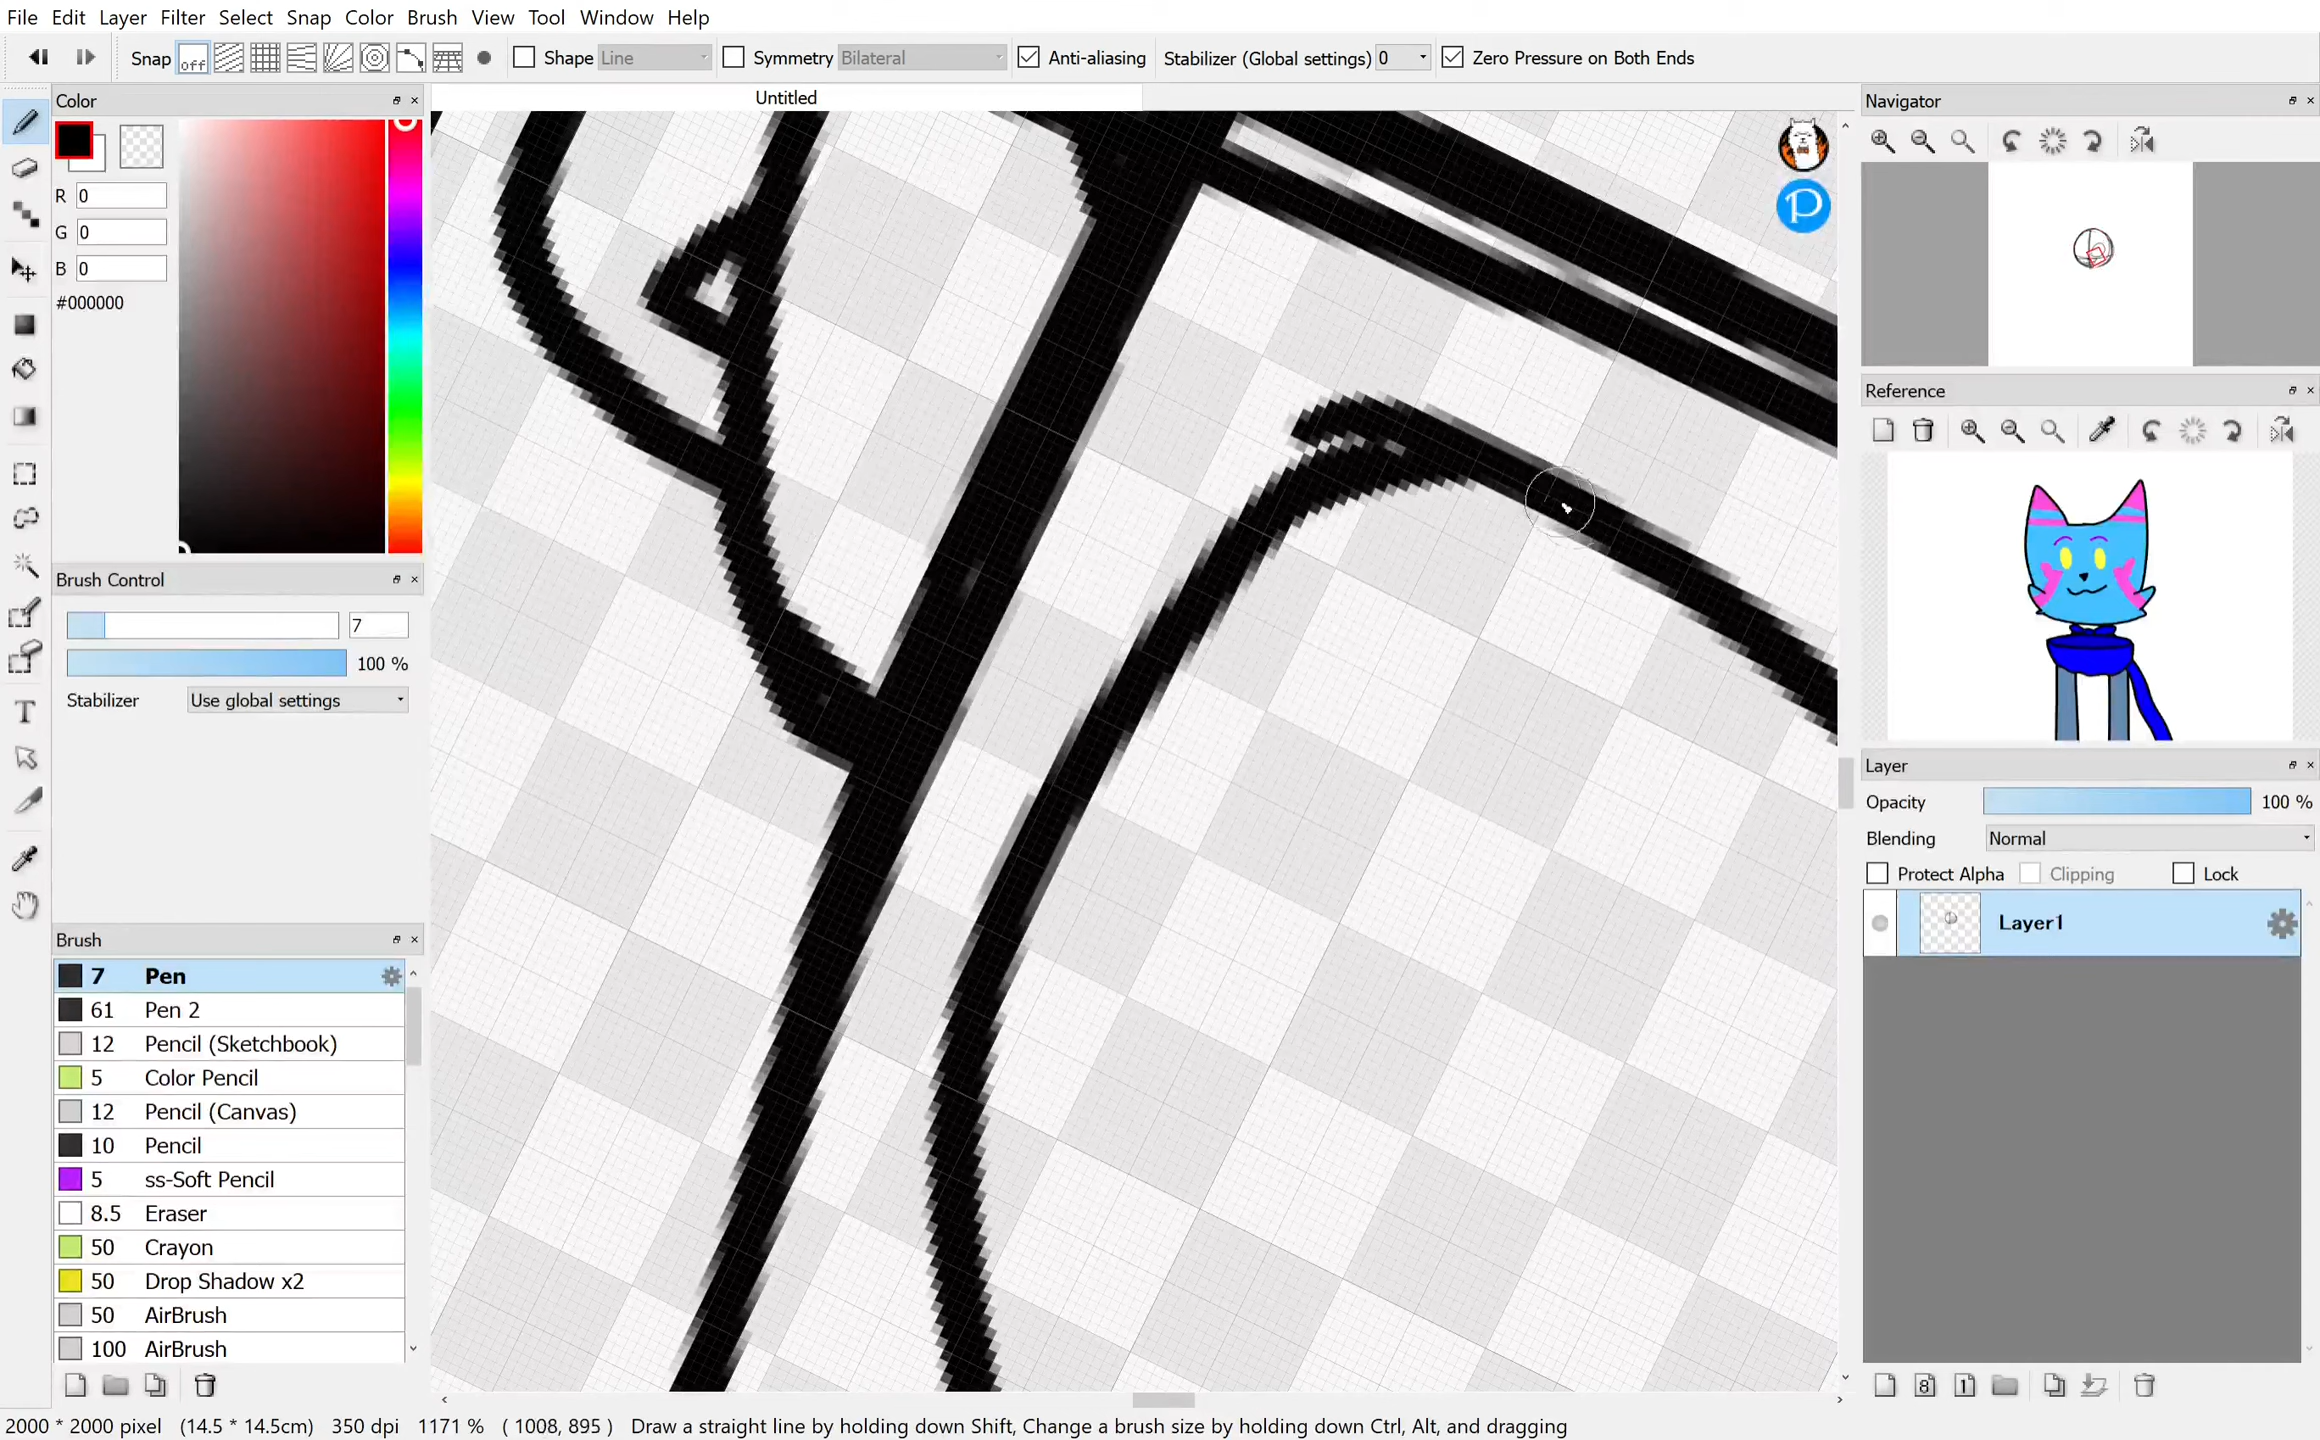 File Edit Layer Filter Select Snap Color Brush View Tool Window Help
Snap off Shape Line Symmetry Bilateral Anti-aliasing Stabilizer (Global settings) 0 Zero Pressure on Both Ends
Color
Untitled
Navigator
R 0
G 0
B 0
#000000
P
Reference
Brush Control
7
100 %
Stabilizer Use global settings
T
Layer
Opacity 100 %
Blending Normal
Protect Alpha Clipping Lock
Layer1
Brush
7 Pen
61 Pen 2
12 Pencil (Sketchbook)
5 Color Pencil
12 Pencil (Canvas)
10 Pencil
5 ss-Soft Pencil
8.5 Eraser
50 Crayon
50 Drop Shadow x2
50 AirBrush
100 AirBrush
8 1
2000 * 2000 pixel (14.5 * 14.5cm) 350 dpi 1171 % ( 1008, 895 ) Draw a straight line by holding down Shift, Change a brush size by holding down Ctrl, Alt, and dragging